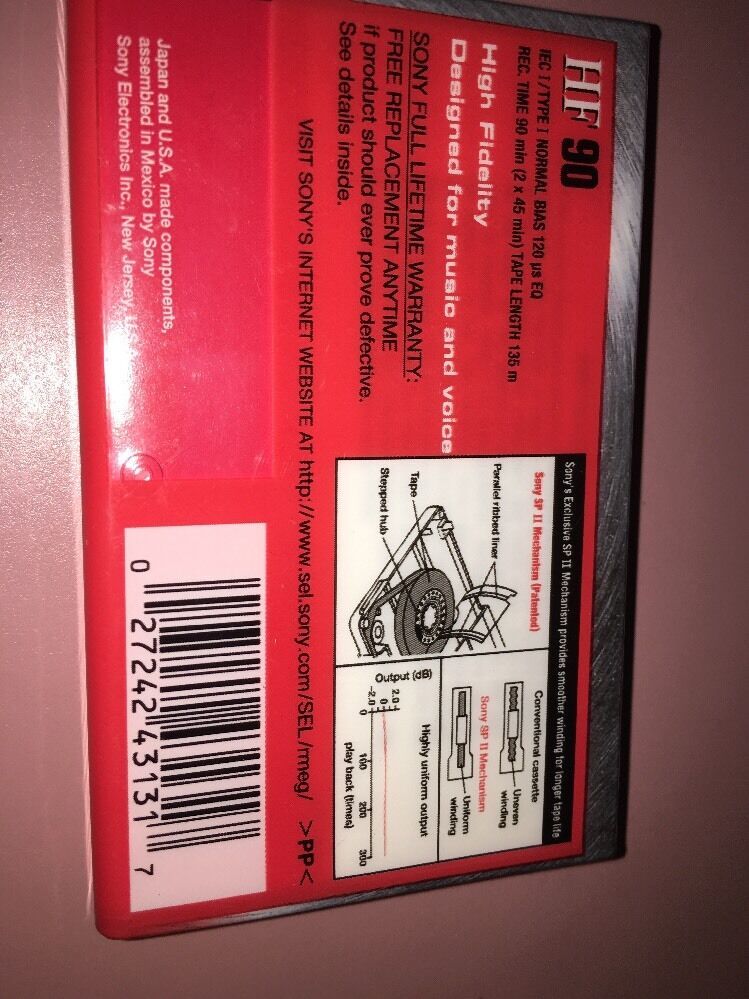 HF 90
IEC I/TYPE I NORMAL BIAS 120 µs EQ
REC. TIME 90 min (2 x 45 min) TAPE LENGTH 135 m
High Fidelity
Designed for music and voice
SONY FULL LIFETIME WARRANTY:
FREE REPLACEMENT ANYTIME
if product should ever prove defective.
See details inside.
VISIT SONY'S INTERNET WEBSITE AT http://www.sel.sony.com/SEL/rmeg/ >PP<
Japan and U.S.A. made components,
assembled in Mexico by Sony
Sony Electronics Inc., New Jersey, U.S.A.
Sony's Exclusive SP II Mechanism provides smoother winding for longer tape life
Sony SP II Mechanism (Patented)
Parallel ribbed liner
Tape
Stepped hub
Conventional cassette
Uneven
winding
Sony SP II Mechanism
Uniform
winding
Highly uniform output
Output (dB)
2.0
0
-2.0
0 100 200 300
play back (times)
0 27242 43131 7